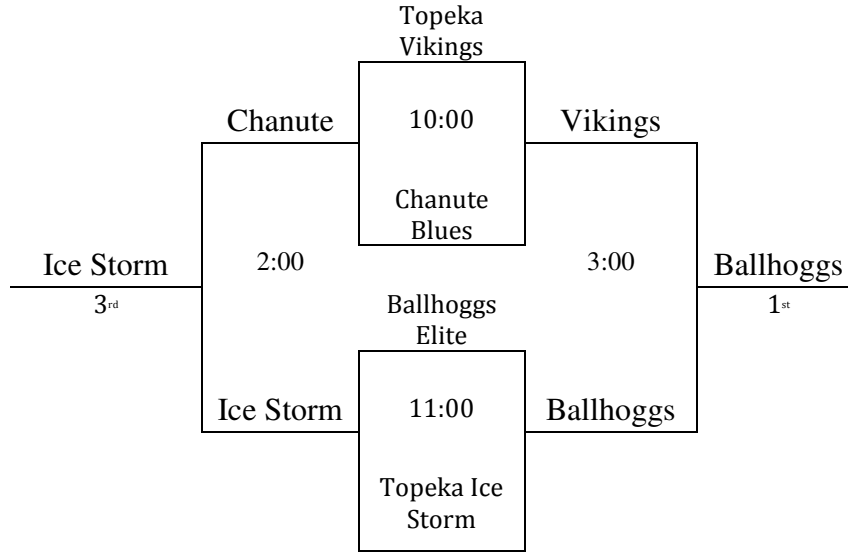 Topeka
Vikings
Chanute
10:00
Vikings
Chanute
Blues
Ice Storm
2:00
3:00
Ballhoggs
3rd
Ballhoggs
Elite
1st
Ice Storm
11:00
Ballhoggs
Topeka Ice
Storm